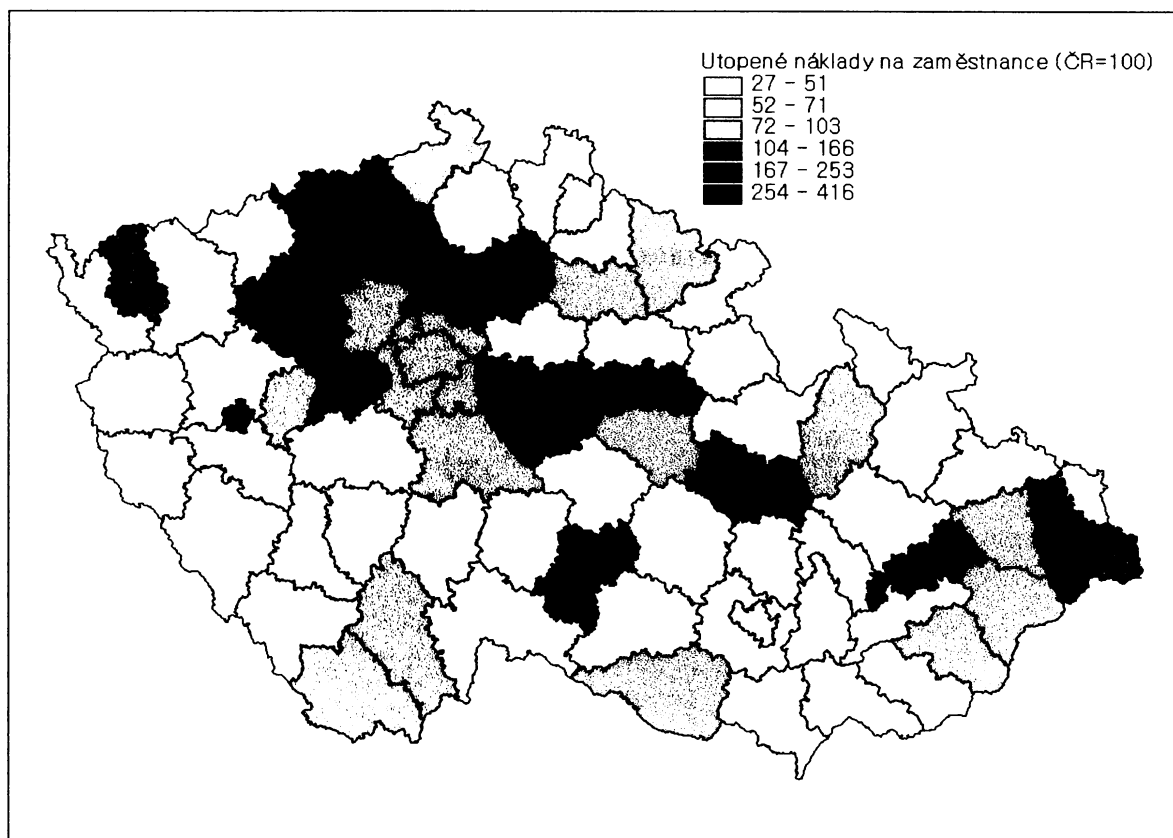 Utopené náklady na zaměstnance (ČR=100)
27 - 51
52 - 71
72 - 103
104 - 166
167 - 253
254 - 416